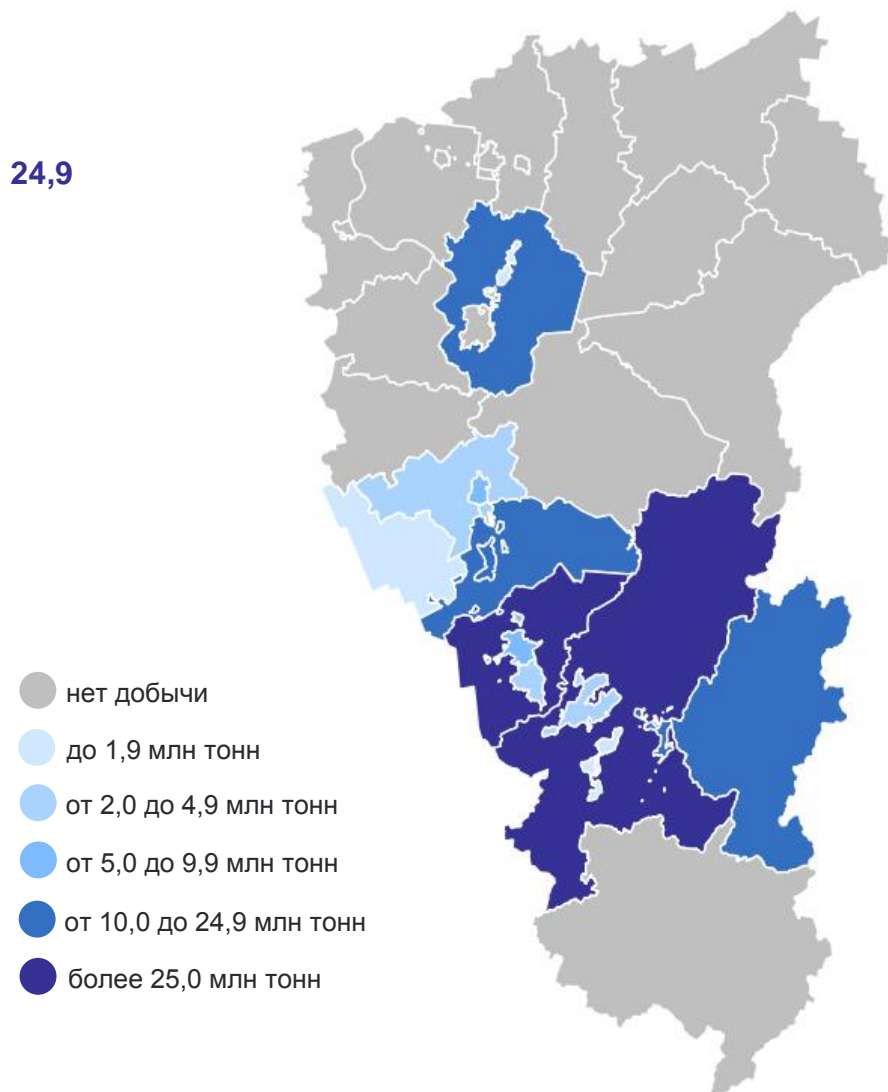 24,9
нет добычи
до 1,9 млн тонн
от 2,0 до 4,9 млн тонн
от 5,0 до 9,9 млн тонн
от 10,0 до 24,9 млн тонн
более 25,0 млн тонн